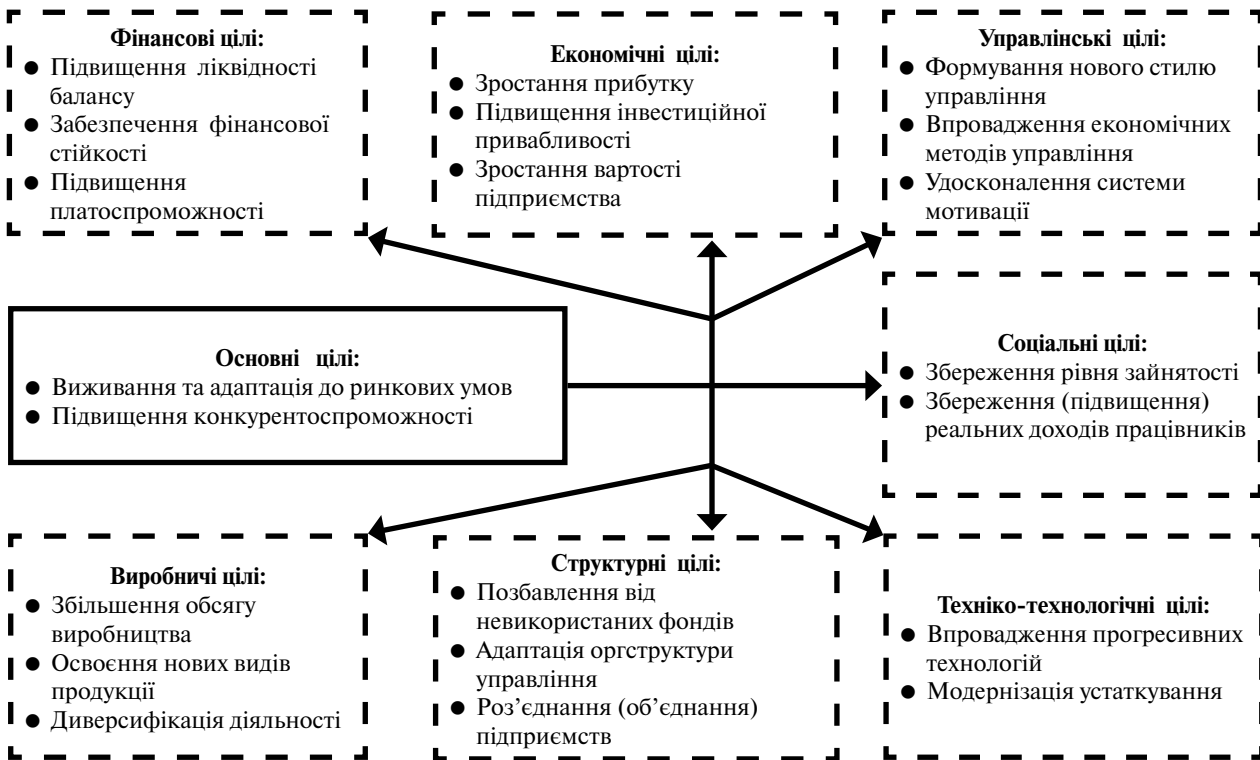 Фінансові цілі:
● Підвищення ліквідності
балансу
● Забезпечення фінансової
стійкості
● Підвищення
платоспроможності
Економічні цілі:
● Зростання прибутку
● Підвищення інвестиційної
привабливості
● Зростання вартості
підприємства
Управлінські цілі:
● Формування нового стилю
управління
● Впровадження економічних
методів управління
● Удосконалення системи
мотивації
Основні цілі:
● Виживання та адаптація до ринкових умов
● Підвищення конкурентоспроможності
Соціальні цілі:
● Збереження рівня зайнятості
● Збереження (підвищення)
реальних доходів працівників
Виробничі цілі:
● Збільшення обсягу
виробництва
● Освоєння нових видів
продукції
● Диверсифікація діяльності
Структурні цілі:
● Позбавлення від
невикористаних фондів
● Адаптація оргструктури
управління
● Роз’єднання (об’єднання)
підприємств
Техніко-технологічні цілі:
● Впровадження прогресивних
технологій
● Модернізація устаткування